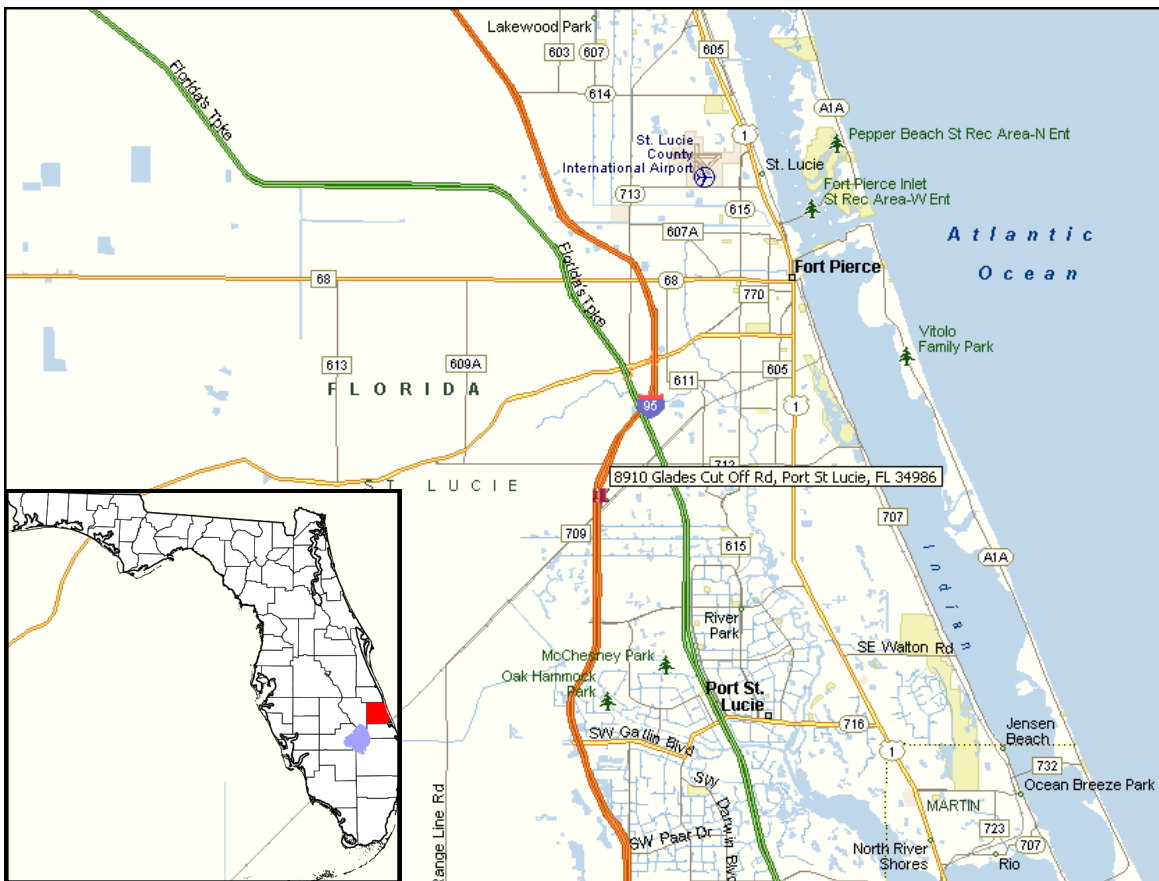 Lakewood Park
603
607
605
Florida's Tpke
614
A1A
1
Pepper Beach St Rec Area-N Ent
St. Lucie
County
International Airport
St. Lucie
Fort Pierce Inlet
St Rec Area-W Ent
713
615
607A
Atlantic
Ocean
Florida's Tpke
Fort Pierce
68
68
770
Vitolo
Family Park
613
609A
611
605
FLORIDA
95
1
712
8910 Glades Cut Off Rd, Port St Lucie, FL 34986
ST LUCIE
709
707
615
Indian
A1A
River
Park
SE Walton Rd
McChesney Park
Oak Hammock
Park
Port St.
Lucie
716
Jensen
Beach
SW Gatlin Blvd
1
732
SW Darwin Blvd
Ocean Breeze Park
MARTIN
Range Line Rd
SW Paar Dr
723
707
North River
Shores
Rio